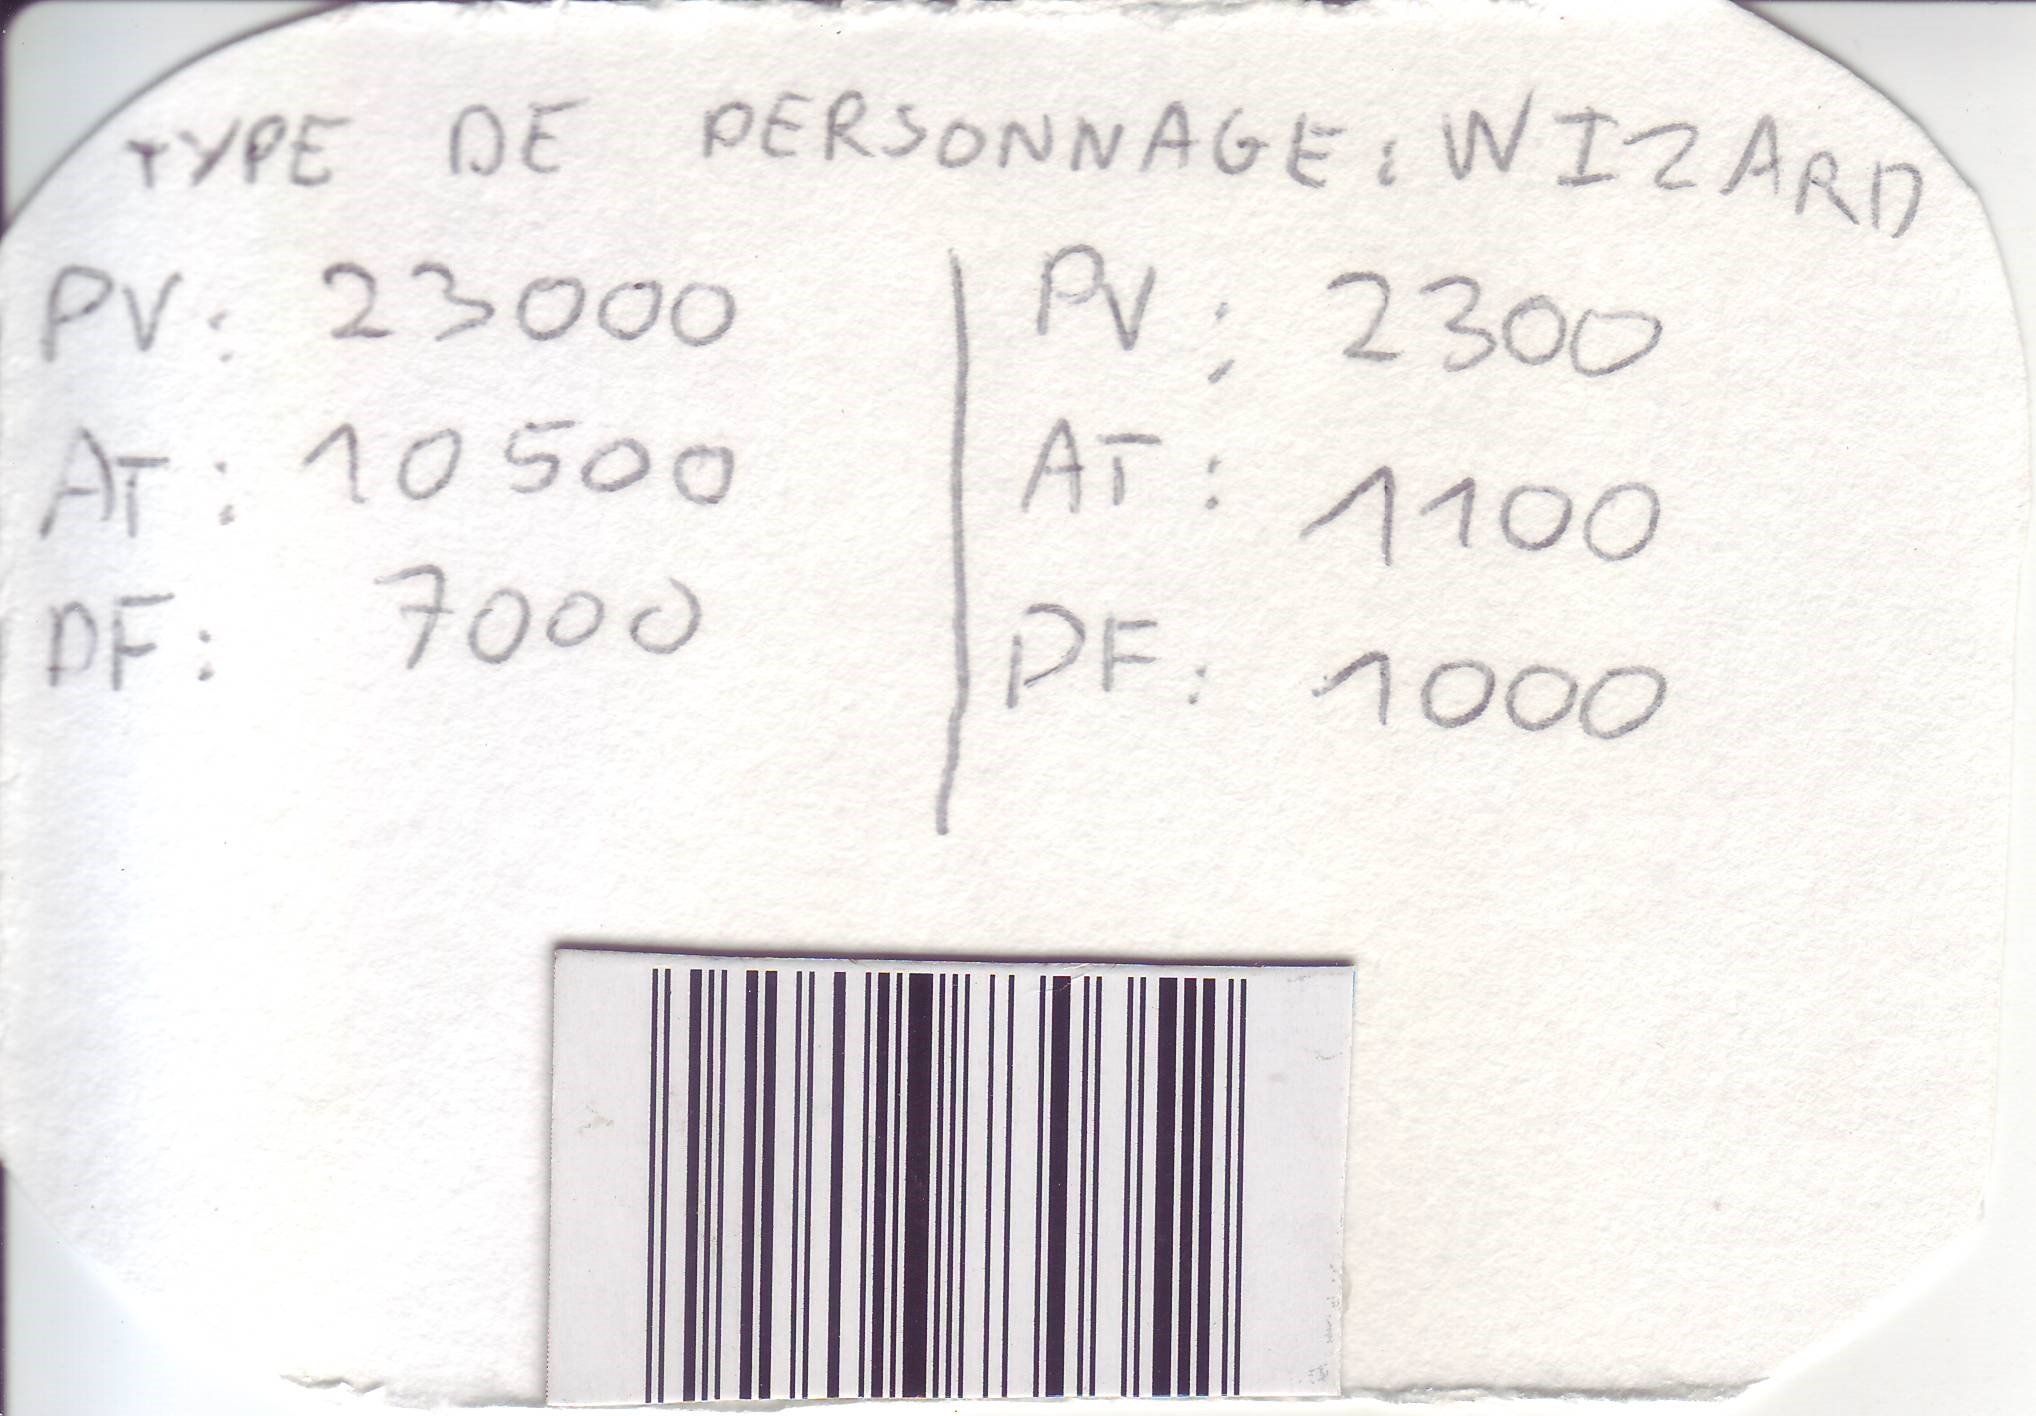 TYPE DE PERSONNAGE: WIZARD
PV: 23000
AT: 10500
DF: 7000
PV: 2300
AT: 1100
DF: 1000